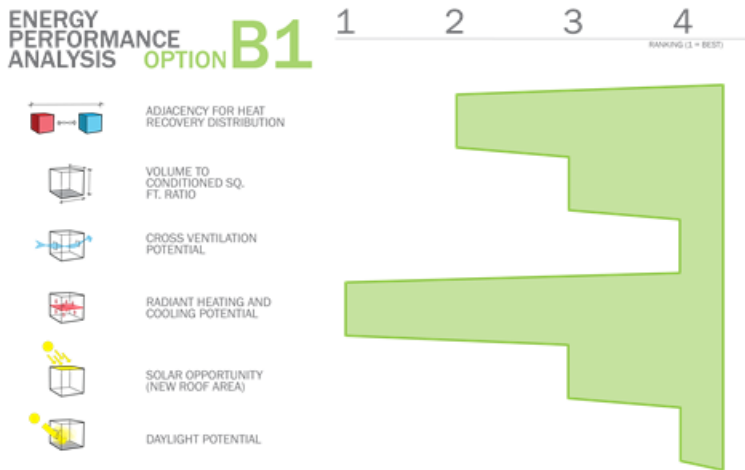 ENERGY
PERFORMANCE
ANALYSIS OPTION B1
1 2 3 4
RANKING (1 = BEST)
ADJACENCY FOR HEAT
RECOVERY DISTRIBUTION
VOLUME TO
CONDITIONED SQ.
FT. RATIO
CROSS VENTILATION
POTENTIAL
RADIANT HEATING AND
COOLING POTENTIAL
SOLAR OPPORTUNITY
(NEW ROOF AREA)
DAYLIGHT POTENTIAL